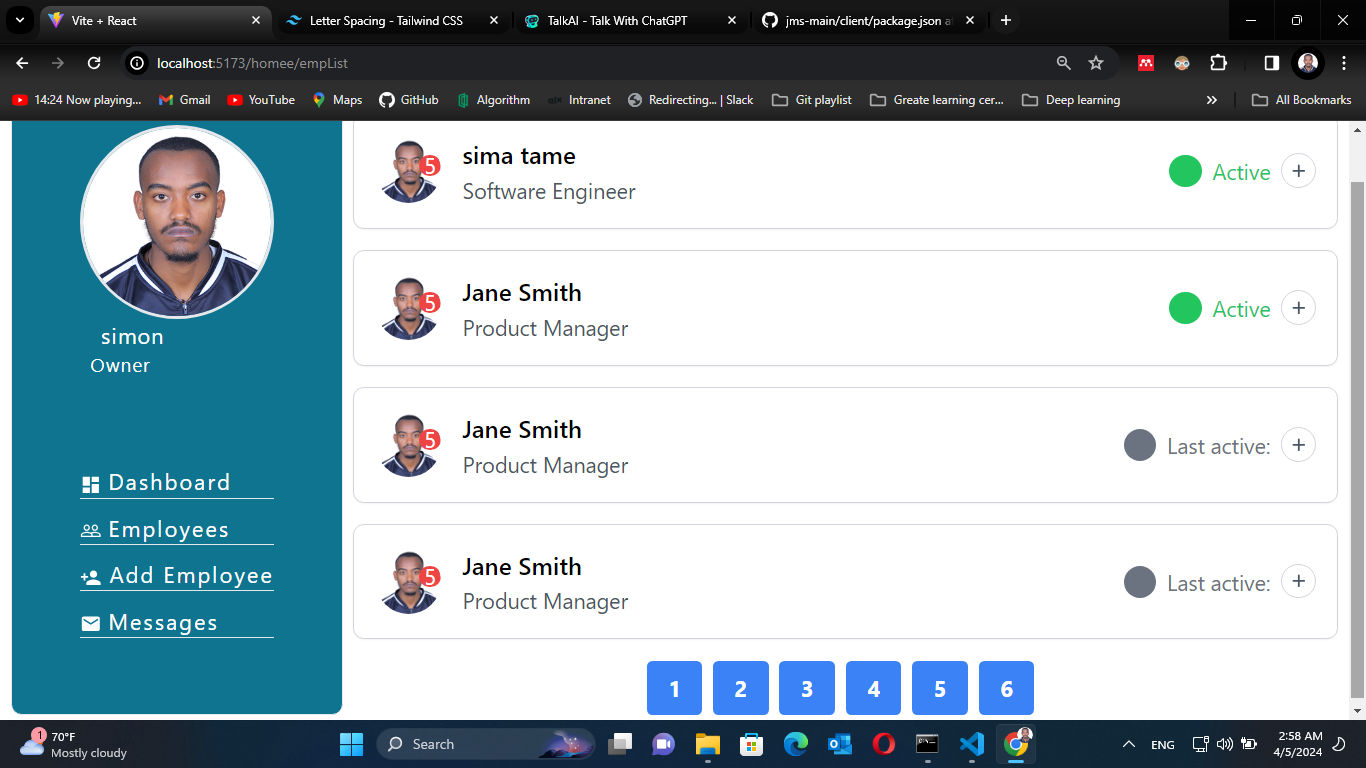 Vite + React
Letter Spacing - Tailwind CSS
TalkAI - Talk With ChatGPT
jms-main/client/package.json a
localhost:5173/homee/empList
14:24 Now playing...
Gmail
YouTube
Maps
GitHub
Algorithm
Intranet
Redirecting... | Slack
Git playlist
Greate learning cer...
Deep learning
»
All Bookmarks
simon
Owner
Dashboard
Employees
Add Employee
Messages
5
sima tame
Software Engineer
Active
+
5
Jane Smith
Product Manager
Active
+
5
Jane Smith
Product Manager
Last active:
+
5
Jane Smith
Product Manager
Last active:
+
1 2 3 4 5 6
1
70°F
Mostly cloudy
Search
ENG
2:58 AM
4/5/2024